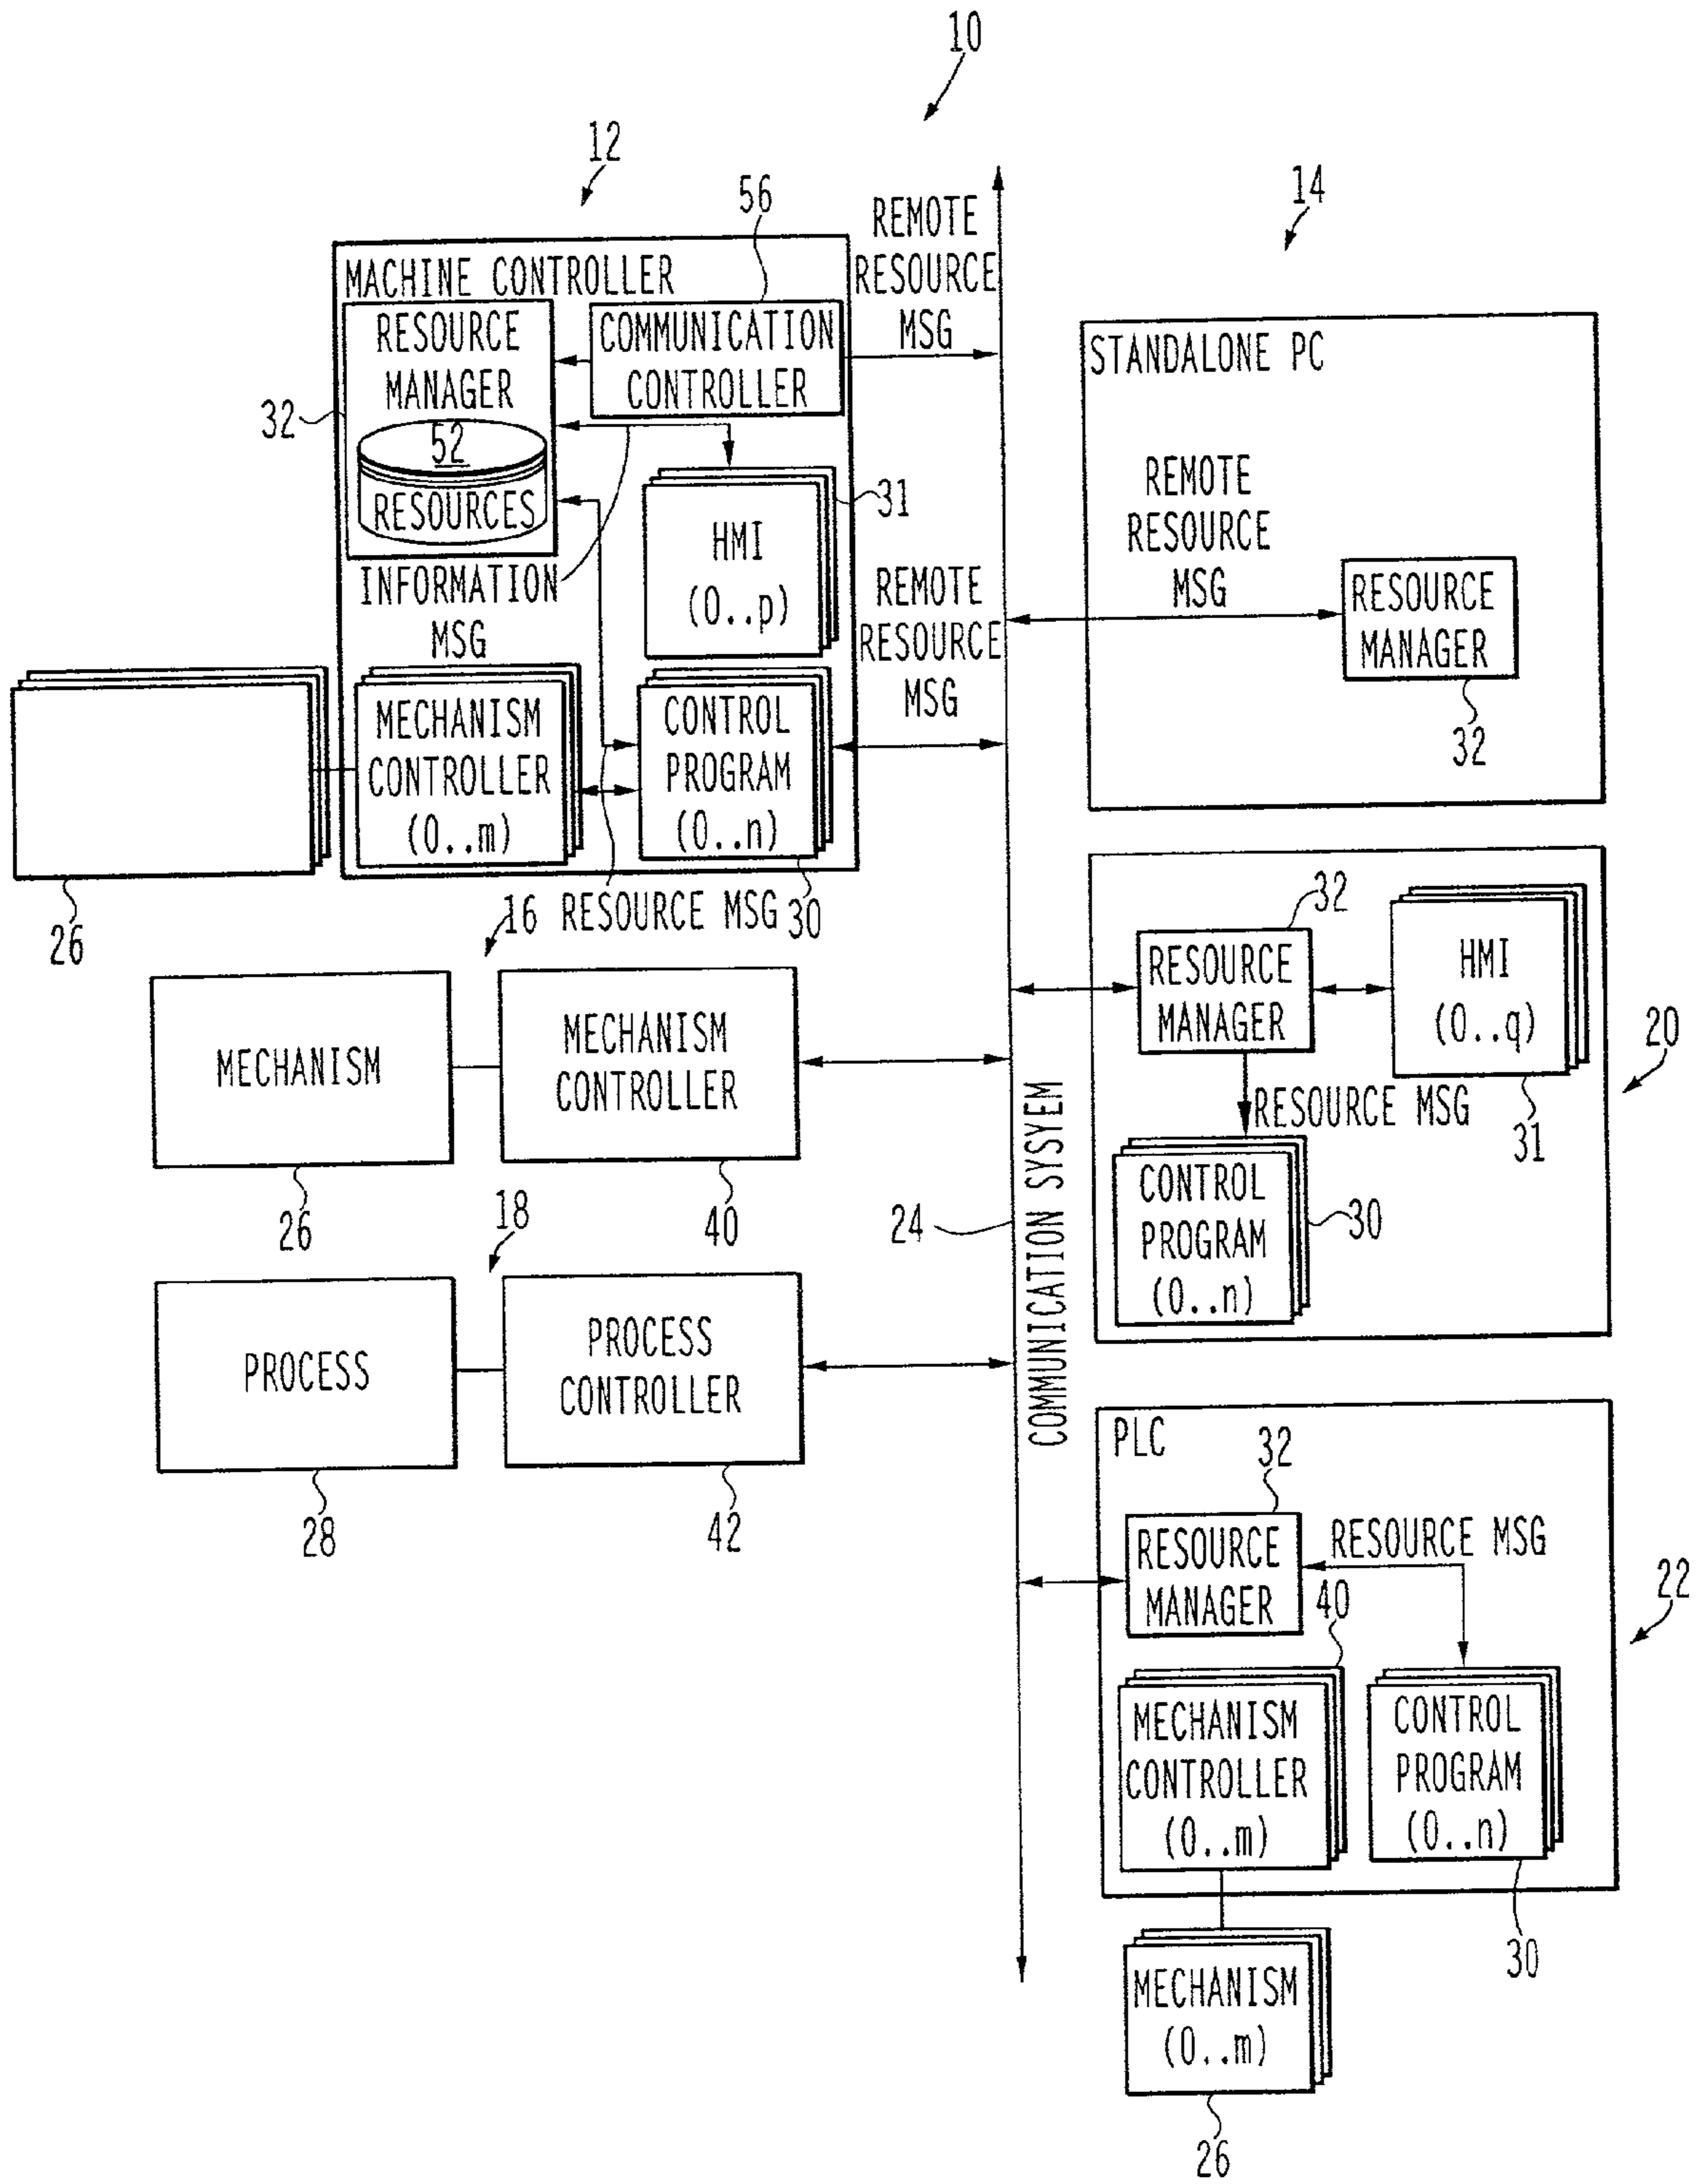 10
12
56
14
REMOTE
RESOURCE
MSG
MACHINE CONTROLLER
RESOURCE
MANAGER
COMMUNICATION
CONTROLLER
32
52
RESOURCES
31
HMI
(0..p)
INFORMATION
MSG
REMOTE
RESOURCE
MSG
MECHANISM
CONTROLLER
(0..m)
CONTROL
PROGRAM
(0..n)
26
16
RESOURCE MSG
30
MECHANISM
MECHANISM
CONTROLLER
26
40
18
PROCESS
PROCESS
CONTROLLER
28
42
24
COMMUNICATION SYSYEM
STANDALONE PC
REMOTE
RESOURCE
MSG
RESOURCE
MANAGER
32
32
RESOURCE
MANAGER
HMI
(0..q)
20
RESOURCE MSG
31
CONTROL
PROGRAM
(0..n)
30
PLC
32
RESOURCE
MANAGER
RESOURCE MSG
40
22
MECHANISM
CONTROLLER
(0..m)
CONTROL
PROGRAM
(0..n)
30
MECHANISM
(0..m)
26